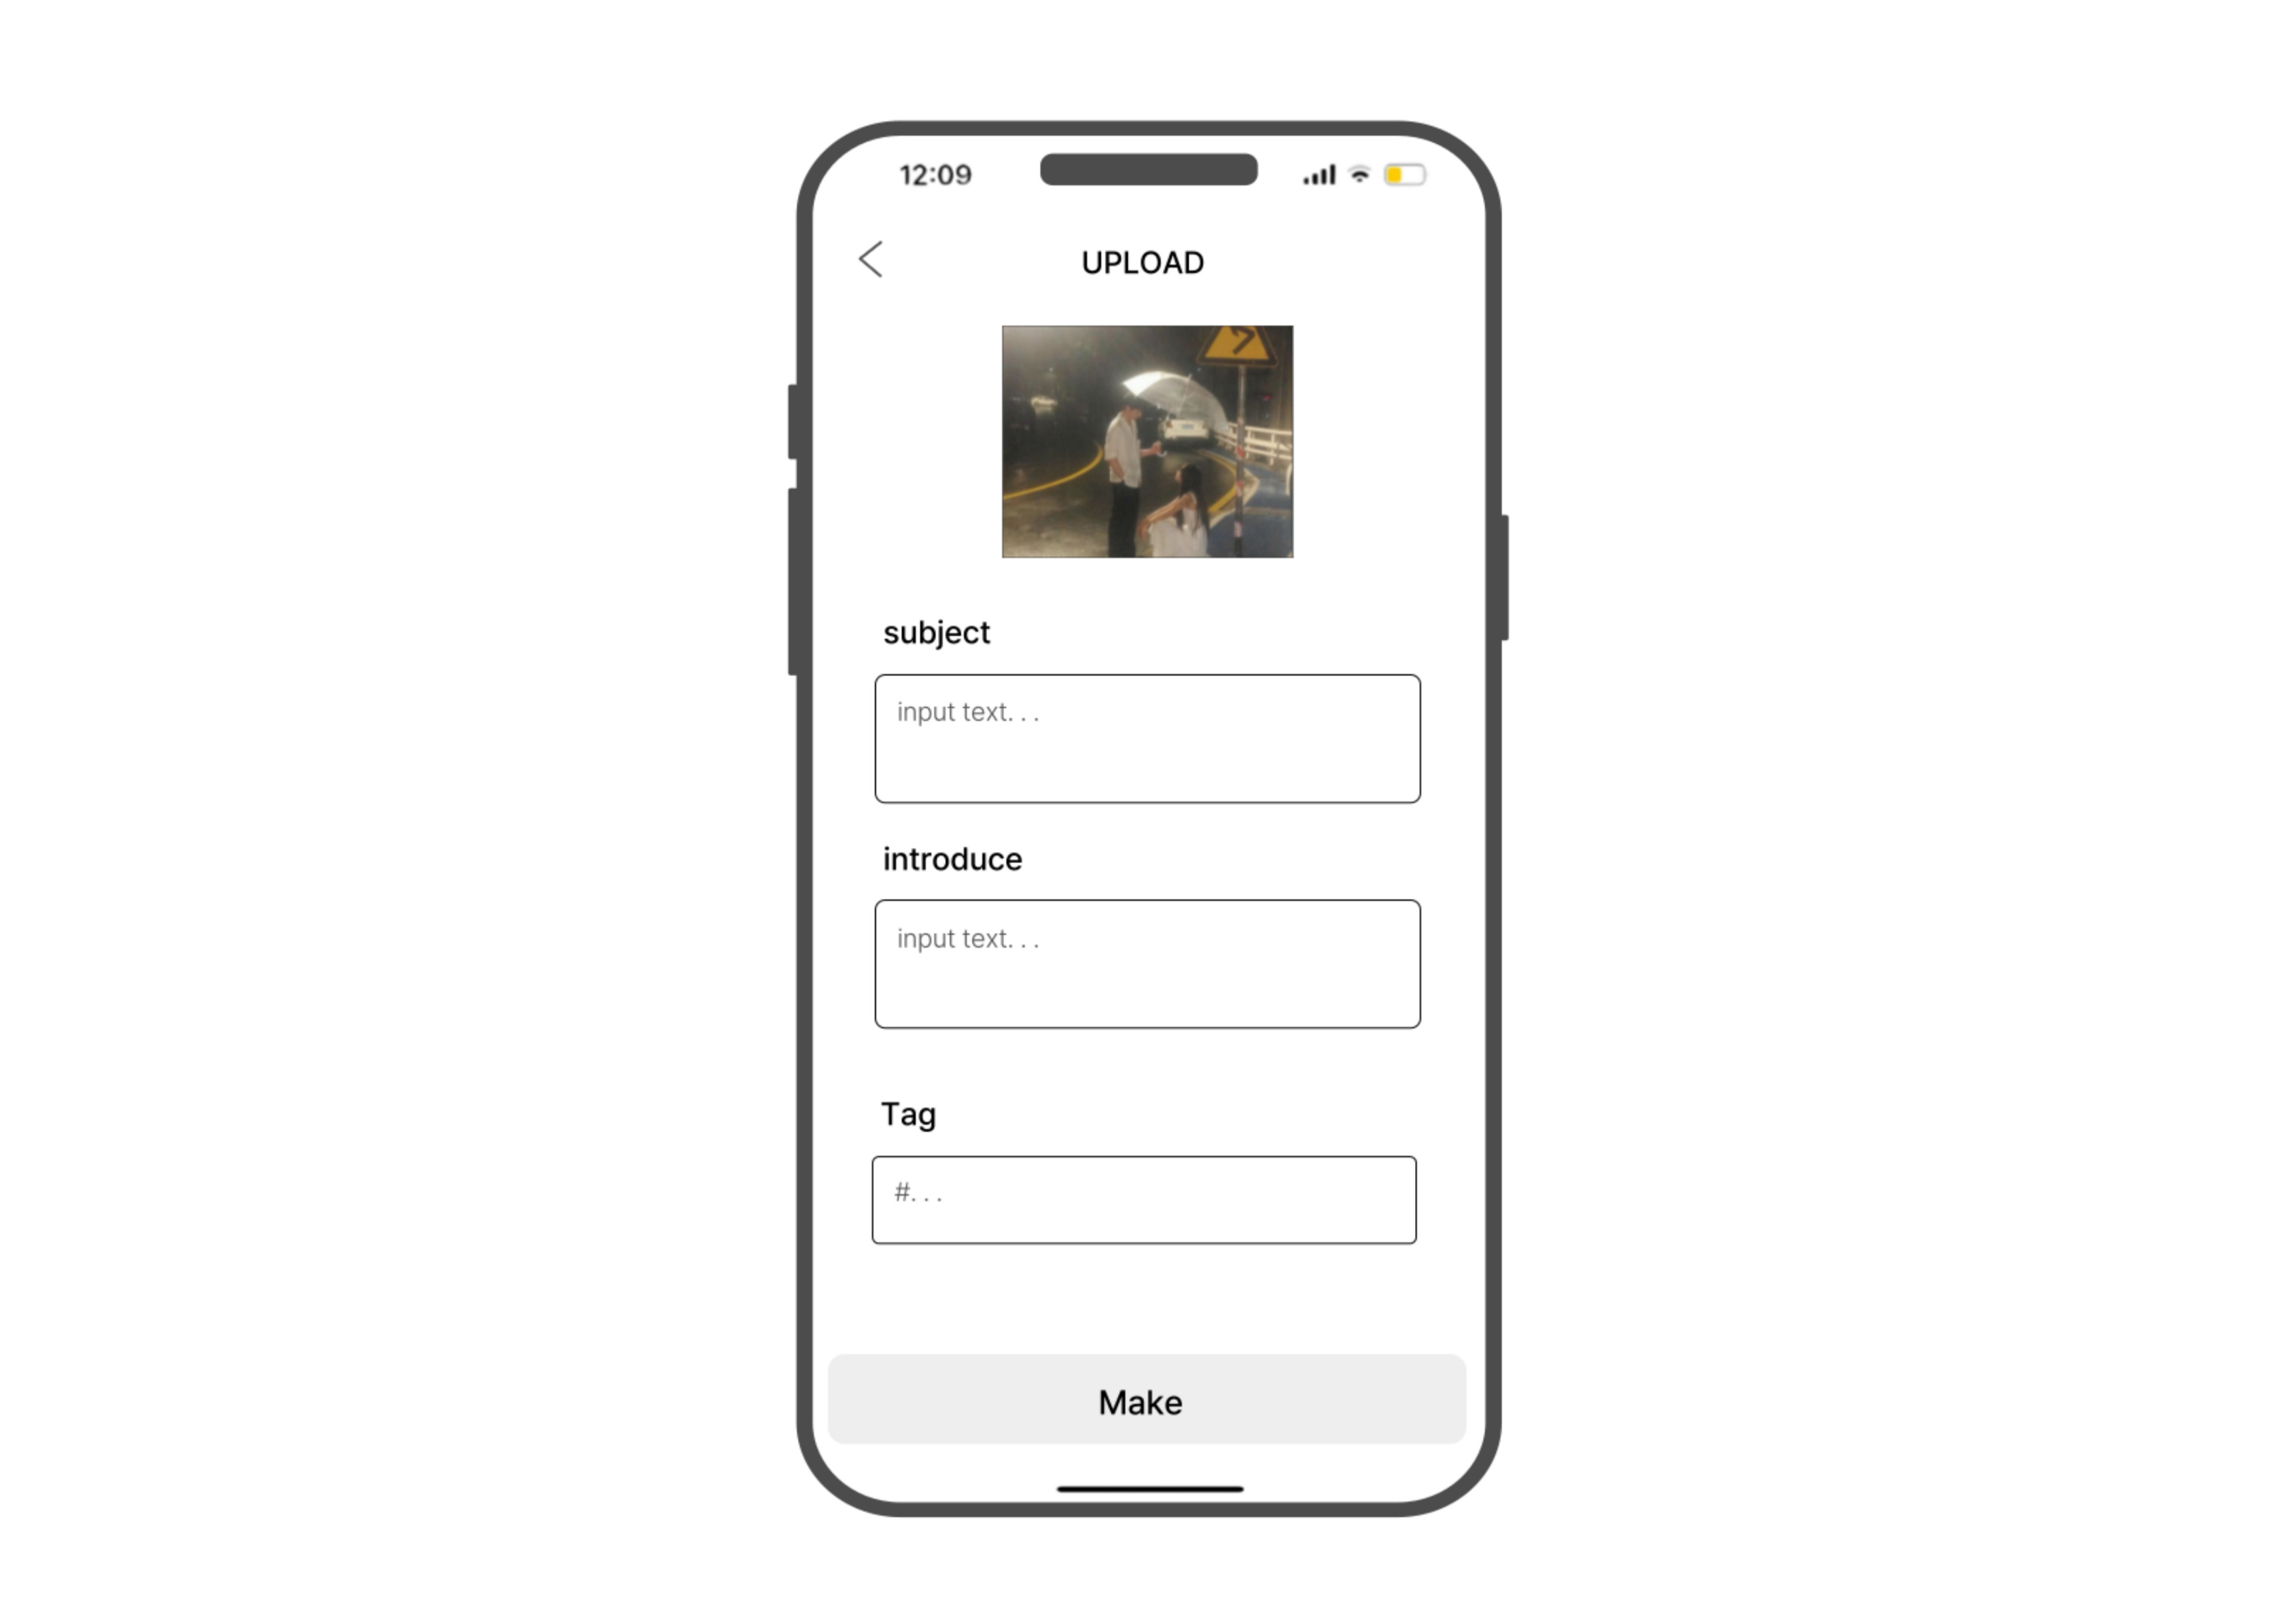 12:09
UPLOAD
subject
input text. . .
introduce
input text. . .
Tag
#. . .
Make